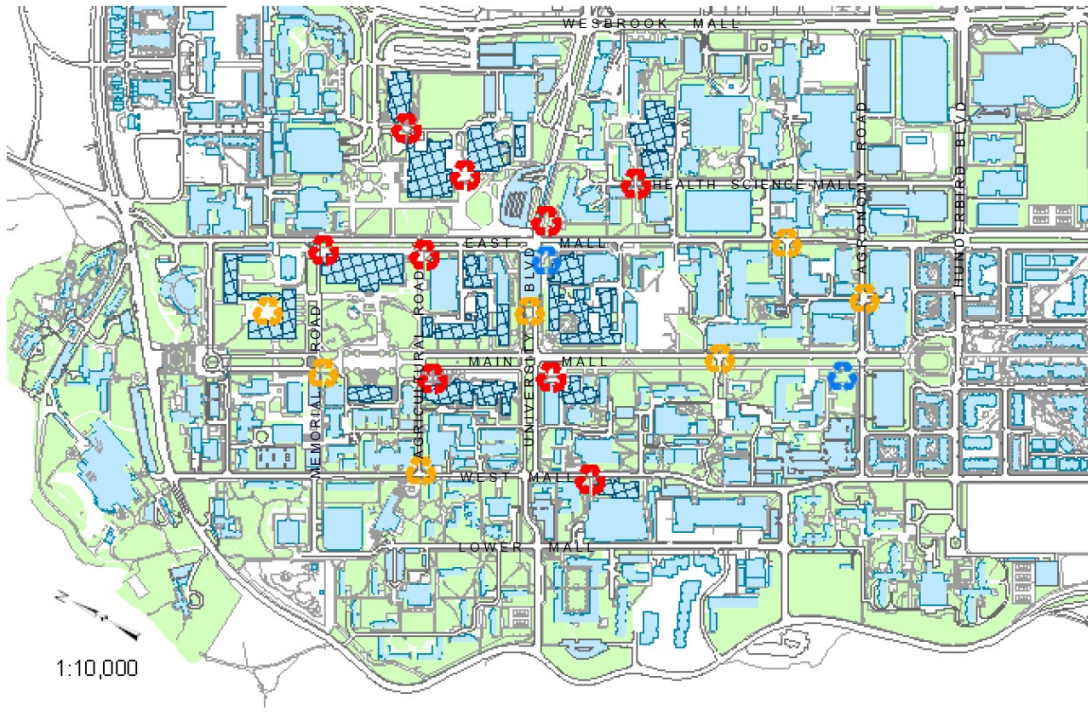 WESBROOK MALL
HEALTH SCIENCE MALL
AGRONOMY ROAD
THUNDERBIRD BLVD
EAST MALL
MAIN MALL
MEMORIAL ROAD
AGRICULTURAL ROAD
UNIVERSITY BLVD
WEST MALL
LOWER MALL
N
1:10,000